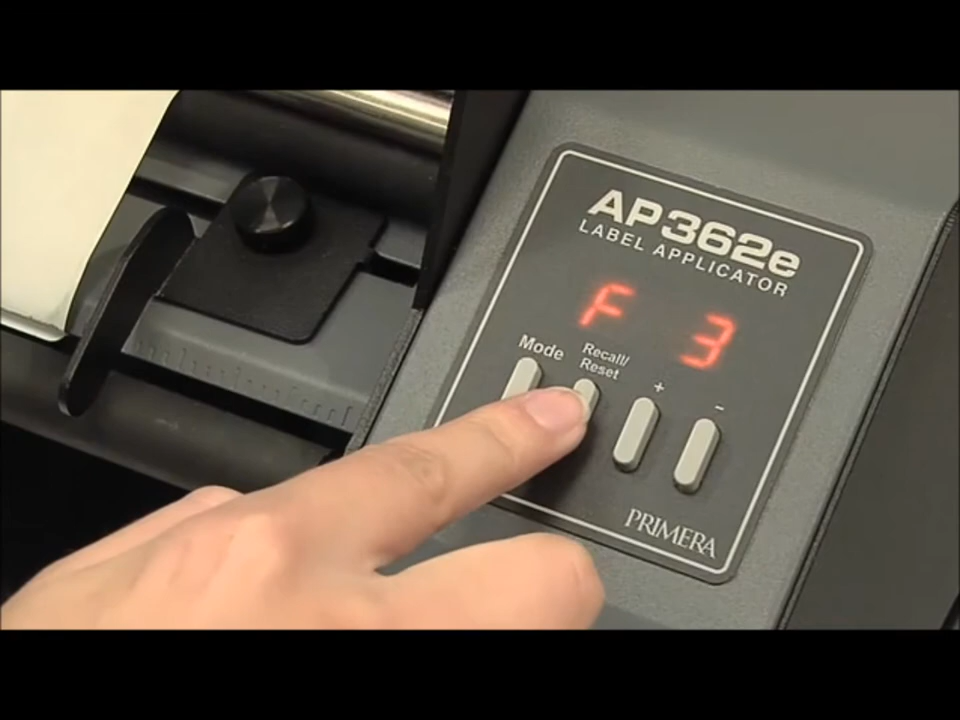 AP362e
LABEL APPLICATOR
F 3
Mode
Recall/
Reset
+
-
PRIMERA